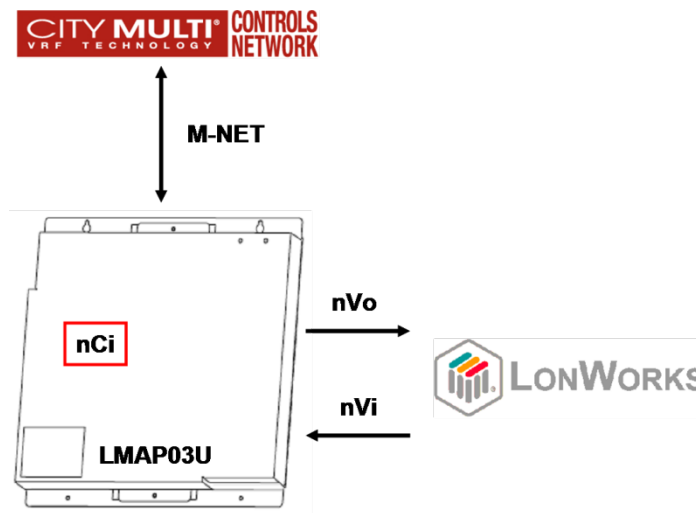 CITY MULTI®
VRF TECHNOLOGY
CONTROLS
NETWORK
M-NET
nCi
nVo
LONWORKS
nVi
LMAP03U